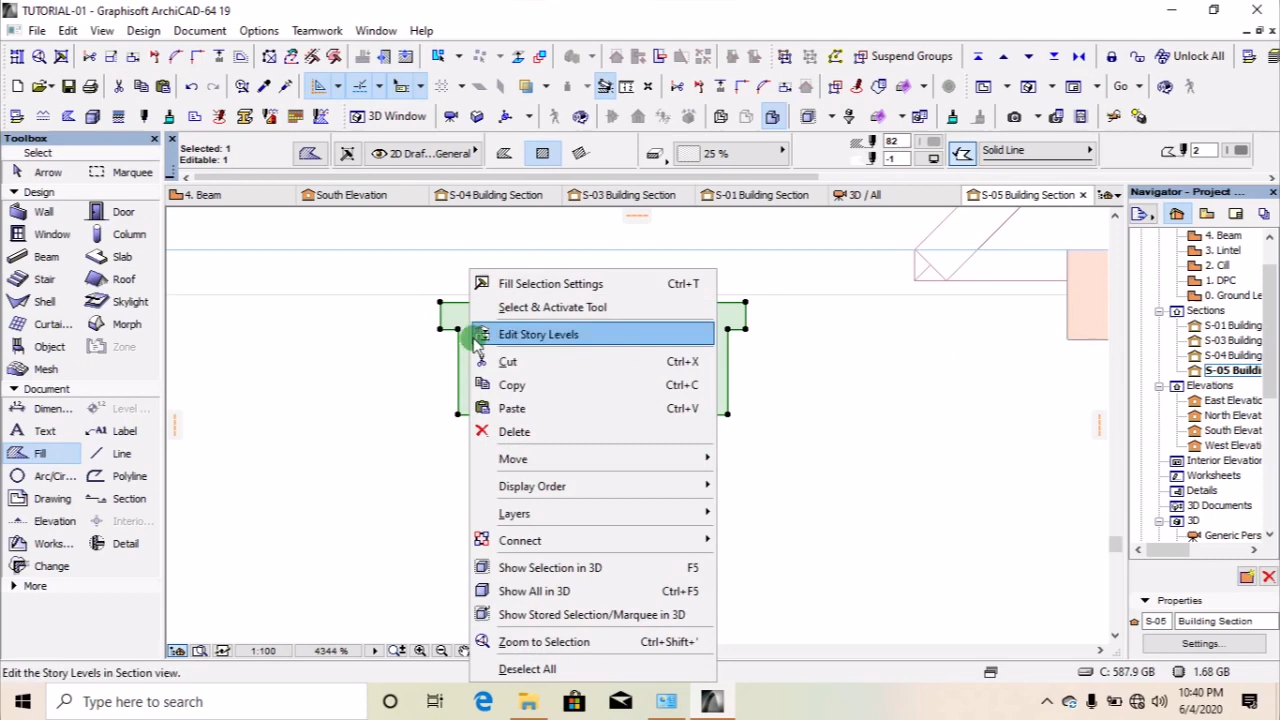 TUTORIAL-01 - Graphisoft ArchiCAD-64 19
File Edit View Design Document Options Teamwork Window Help
Suspend Groups
Unlock All
Go
3D Window
Toolbox
Select
Arrow Marquee
Design
Wall Door
Window Column
Beam Slab
Stair Roof
Shell Skylight
Curtai... Morph
Object Zone
Mesh
Document
Dimen... Level ...
Text A1 Label
Fill Line
Arc/Cir... Polyline
Drawing Section
Elevation Interio...
Works... Detail
Change
More
Selected: 1
Editable: 1
2D Draf...General
25 %
82
-1
Solid Line
2
4. Beam
South Elevation
S-04 Building Section
S-03 Building Section
S-01 Building Section
3D / All
S-05 Building Section
Fill Selection Settings Ctrl+T
Select & Activate Tool
Edit Story Levels
Cut Ctrl+X
Copy Ctrl+C
Paste Ctrl+V
Delete
Move
Display Order
Layers
Connect
Show Selection in 3D F5
Show All in 3D Ctrl+F5
Show Stored Selection/Marquee in 3D
Zoom to Selection Ctrl+Shift+'
Deselect All
Navigator - Project ...
4. Beam
3. Lintel
2. Cill
1. DPC
0. Ground Le
Sections
S-01 Building
S-03 Building
S-04 Building
S-05 Buildi
Elevations
East Elevatio
North Elevat
South Elevat
West Elevati
Interior Elevation
Worksheets
Details
3D Documents
3D
Generic Pers
Properties
S-05 Building Section
Settings...
1:100
4344 %
Edit the Story Levels in Section view.
C: 587.9 GB
1.68 GB
Type here to search
10:40 PM
6/4/2020